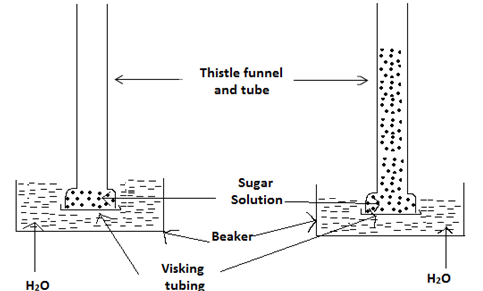 Thistle funnel
and tube
Sugar
Solution
Beaker
Visking
tubing
H2O
H2O